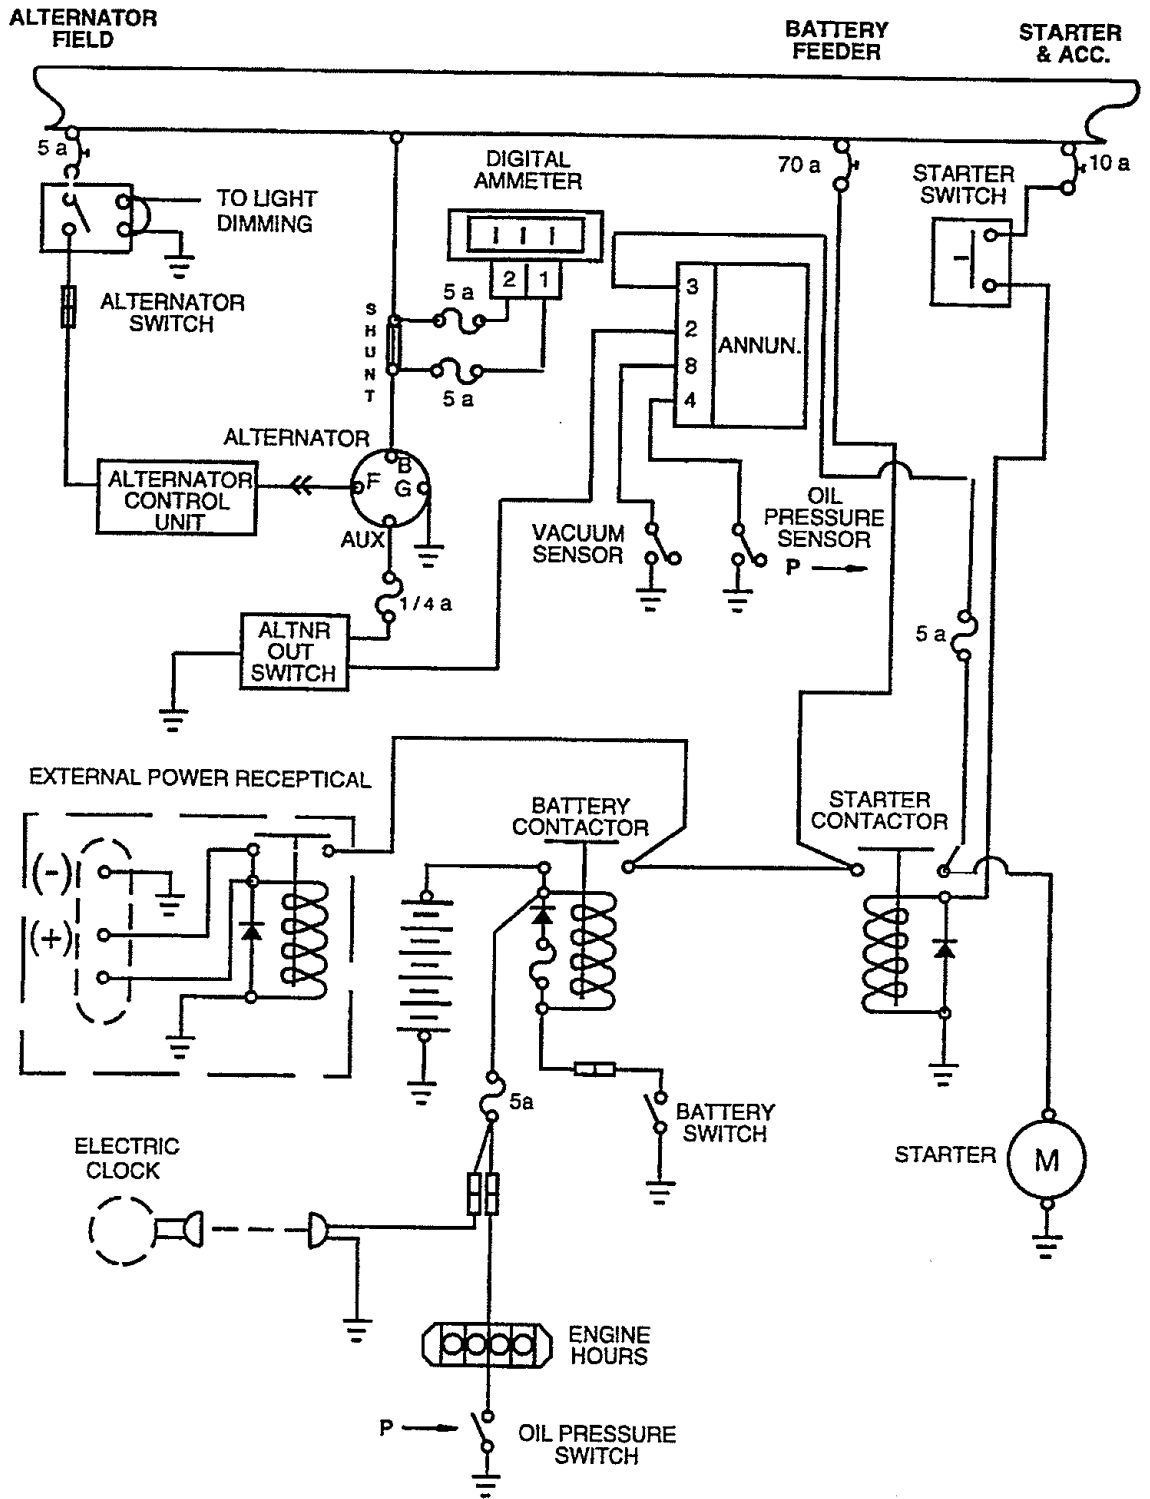 ALTERNATOR
FIELD
BATTERY
FEEDER
STARTER
& ACC.
5 a
70 a
10 a
DIGITAL
AMMETER
STARTER
SWITCH
TO LIGHT
DIMMING
2 1
ALTERNATOR
SWITCH
5 a
5 a
SHUNT
3
2
8
4
ANNUN.
ALTERNATOR
B
F
G
AUX
ALTERNATOR
CONTROL
UNIT
VACUUM
SENSOR
OIL
PRESSURE
SENSOR
P
1/4 a
ALTNR
OUT
SWITCH
5 a
EXTERNAL POWER RECEPTICAL
(-)
(+)
BATTERY
CONTACTOR
STARTER
CONTACTOR
5a
BATTERY
SWITCH
STARTER
M
ELECTRIC
CLOCK
ENGINE
HOURS
P
OIL PRESSURE
SWITCH